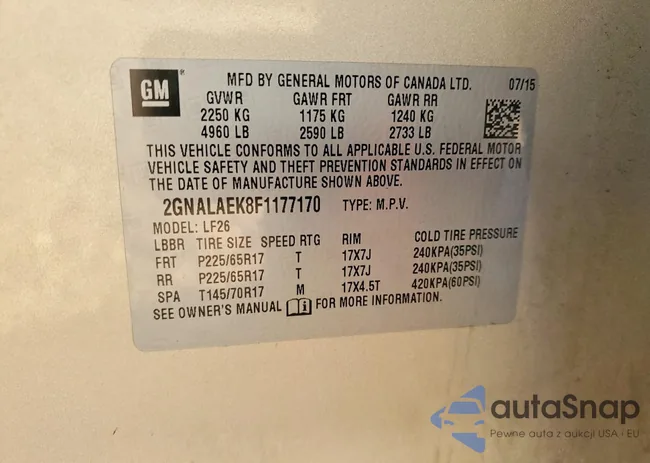 GM
MFD BY GENERAL MOTORS OF CANADA LTD. 07/15
GVWR GAWR FRT GAWR RR
2250 KG 1175 KG 1240 KG
4960 LB 2590 LB 2733 LB
THIS VEHICLE CONFORMS TO ALL APPLICABLE U.S. FEDERAL MOTOR
VEHICLE SAFETY AND THEFT PREVENTION STANDARDS IN EFFECT ON
THE DATE OF MANUFACTURE SHOWN ABOVE.
2GNALAEK8F1177170 TYPE: M.P.V.
MODEL: LF26
LBBR TIRE SIZE SPEED RTG RIM COLD TIRE PRESSURE
FRT P225/65R17 T 17X7J 240KPA(35PSI)
RR P225/65R17 T 17X7J 240KPA(35PSI)
SPA T145/70R17 M 17X4.5T 420KPA(60PSI)
SEE OWNER'S MANUAL FOR MORE INFORMATION.
autoSnap
Pewne auta z aukcji USA · EU